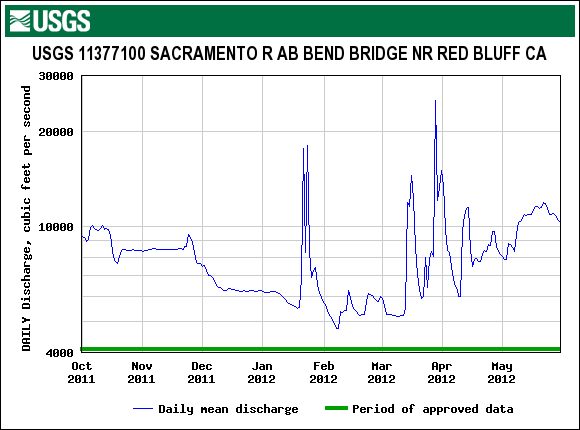 USGS
USGS 11377100 SACRAMENTO R AB BEND BRIDGE NR RED BLUFF CA
DAILY Discharge, cubic feet per second
30000
20000
10000
4000
Oct 2011
Nov 2011
Dec 2011
Jan 2012
Feb 2012
Mar 2012
Apr 2012
May 2012
Daily mean discharge
Period of approved data